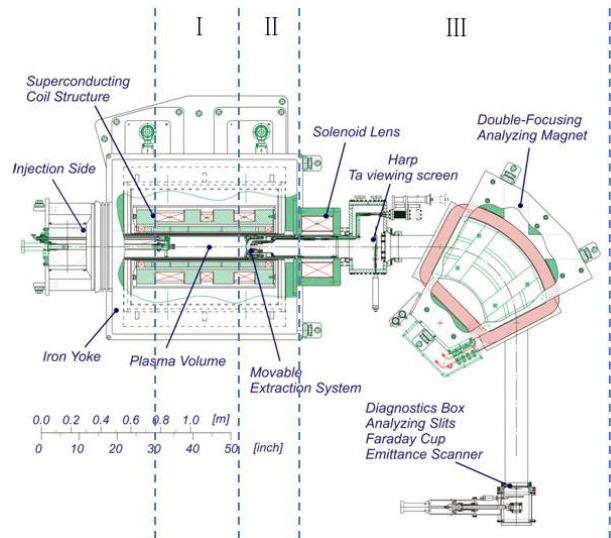 I
II
III
Superconducting
Coil Structure
Solenoid Lens
Double-Focusing
Analyzing Magnet
Harp
Ta viewing screen
Injection Side
Iron Yoke
Plasma Volume
Movable
Extraction System
Diagnostics Box
Analyzing Slits
Faraday Cup
Emittance Scanner
0.0 0.2 0.4 0.6 0.8 1.0 [m]
0 10 20 30 40 50 [inch]